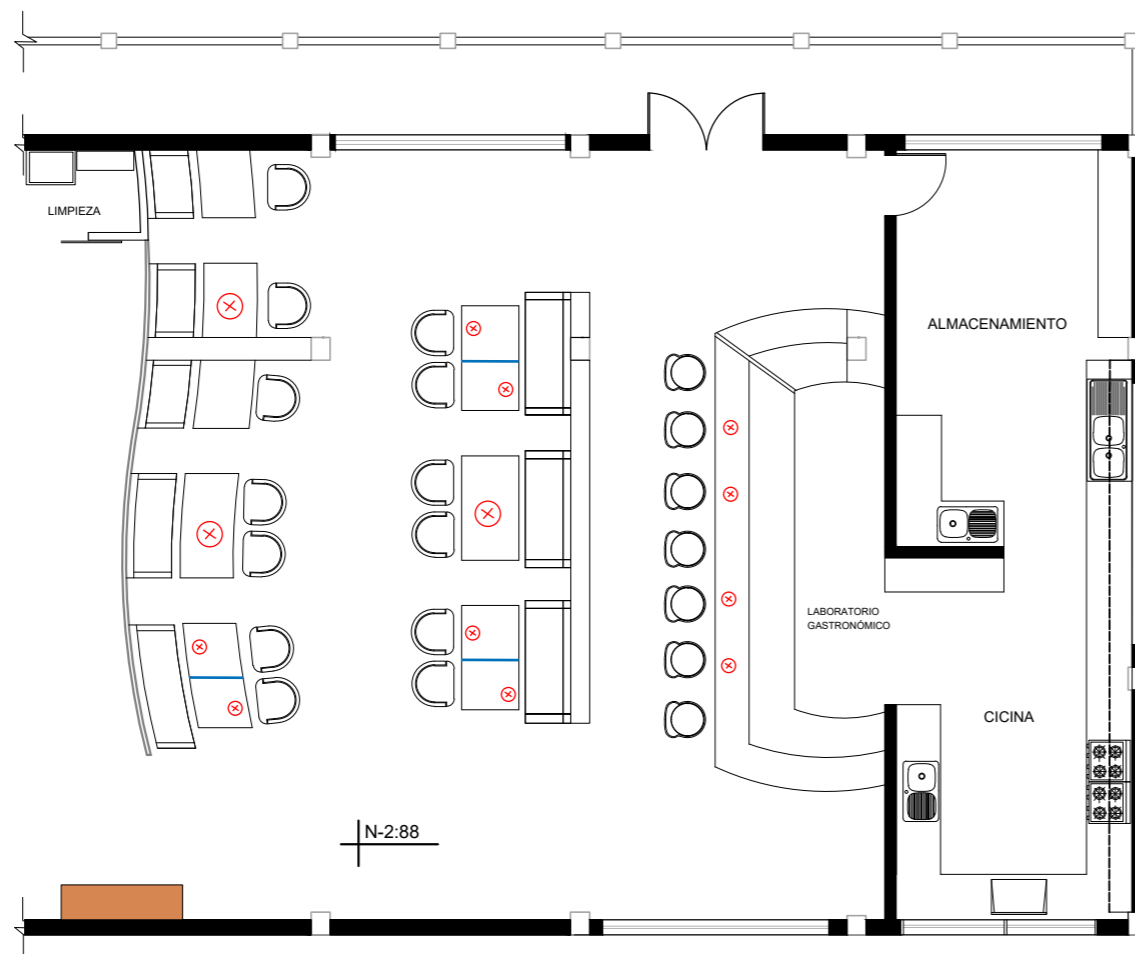 LIMPIEZA
ALMACENAMIENTO
LABORATORIO
GASTRONÓMICO
CICINA
N-2:88